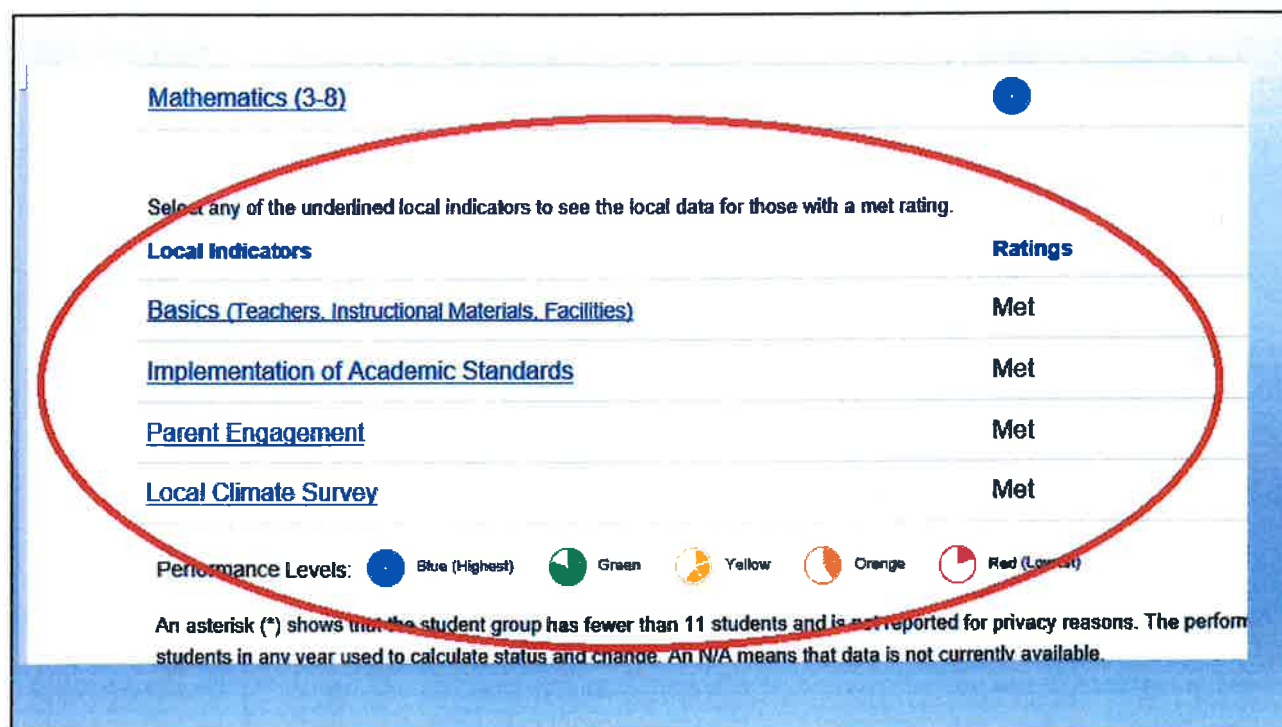 Mathematics (3-8)
Select any of the underlined local indicators to see the local data for those with a met rating.
Local Indicators Ratings
Basics (Teachers, Instructional Materials, Facilities) Met
Implementation of Academic Standards Met
Parent Engagement Met
Local Climate Survey Met
Performance Levels: Blue (Highest) Green Yellow Orange Red (Lowest)
An asterisk (*) shows that the student group has fewer than 11 students and is not reported for privacy reasons. The perform
students in any year used to calculate status and change. An N/A means that data is not currently available.